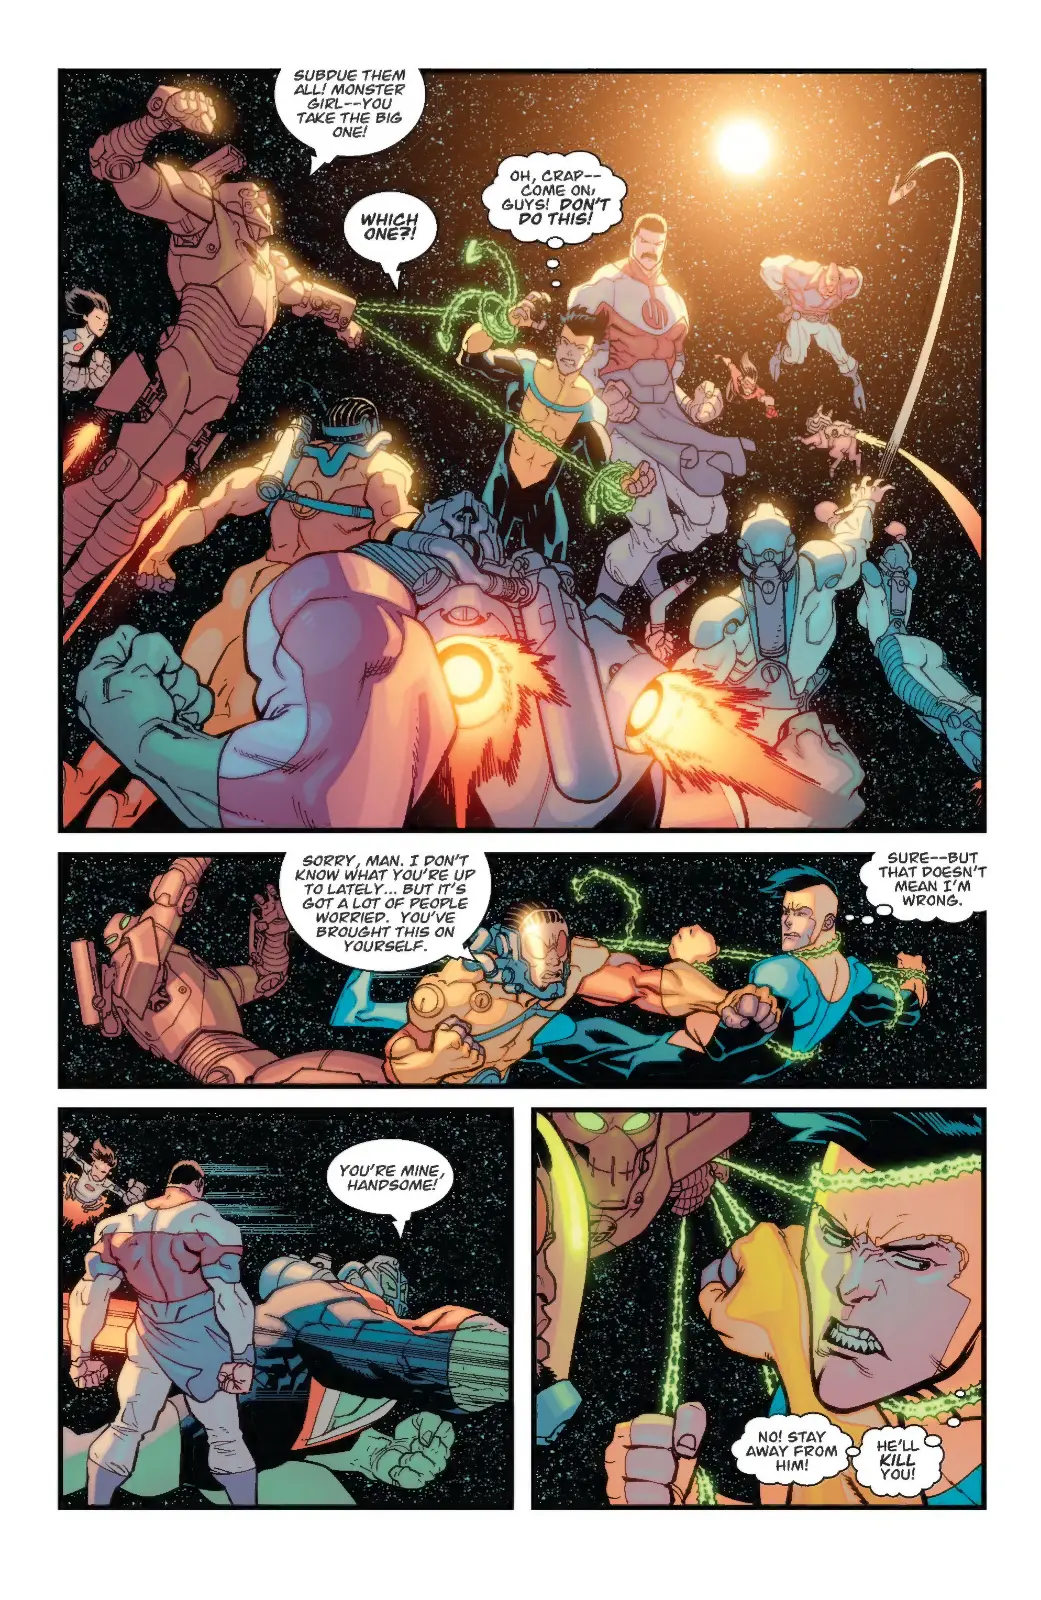 SUBDUE THEM
ALL! MONSTER
GIRL--YOU
TAKE THE BIG
ONE!
WHICH
ONE?!
OH, CRAP--
COME ON,
GUYS! DON'T
DO THIS!
SORRY, MAN. I DON'T
KNOW WHAT YOU'RE UP
TO LATELY... BUT IT'S
GOT A LOT OF PEOPLE
WORRIED. YOU'VE
BROUGHT THIS ON
YOURSELF.
SURE--BUT
THAT DOESN'T
MEAN I'M
WRONG.
YOU'RE MINE,
HANDSOME!
NO! STAY
AWAY FROM
HIM!
HE'LL
KILL
YOU!